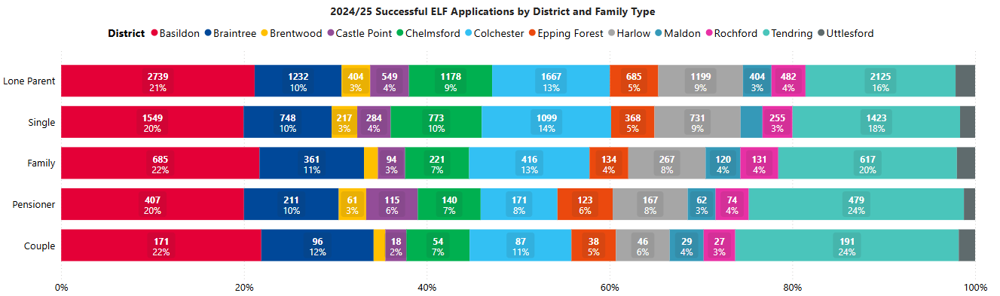 2024/25 Successful ELF Applications by District and Family Type
District Basildon Braintree Brentwood Castle Point Chelmsford Colchester Epping Forest Harlow Maldon Rochford Tendring Uttlesford
Lone Parent 2739 1232 404 549 1178 1667 685 1199 404 482 2125
21% 10% 3% 4% 9% 13% 5% 9% 3% 4% 16%
Single 1549 748 217 284 773 1099 368 731 255 1423
20% 10% 3% 4% 10% 14% 5% 9% 3% 18%
Family 685 361 94 221 416 134 267 120 131 617
22% 11% 3% 7% 13% 4% 8% 4% 4% 20%
Pensioner 407 211 61 115 140 171 123 167 62 74 479
20% 10% 3% 6% 7% 8% 6% 8% 3% 4% 24%
Couple 171 96 18 54 87 38 46 29 27 191
22% 12% 2% 7% 11% 5% 6% 4% 3% 24%
0% 20% 40% 60% 80% 100%